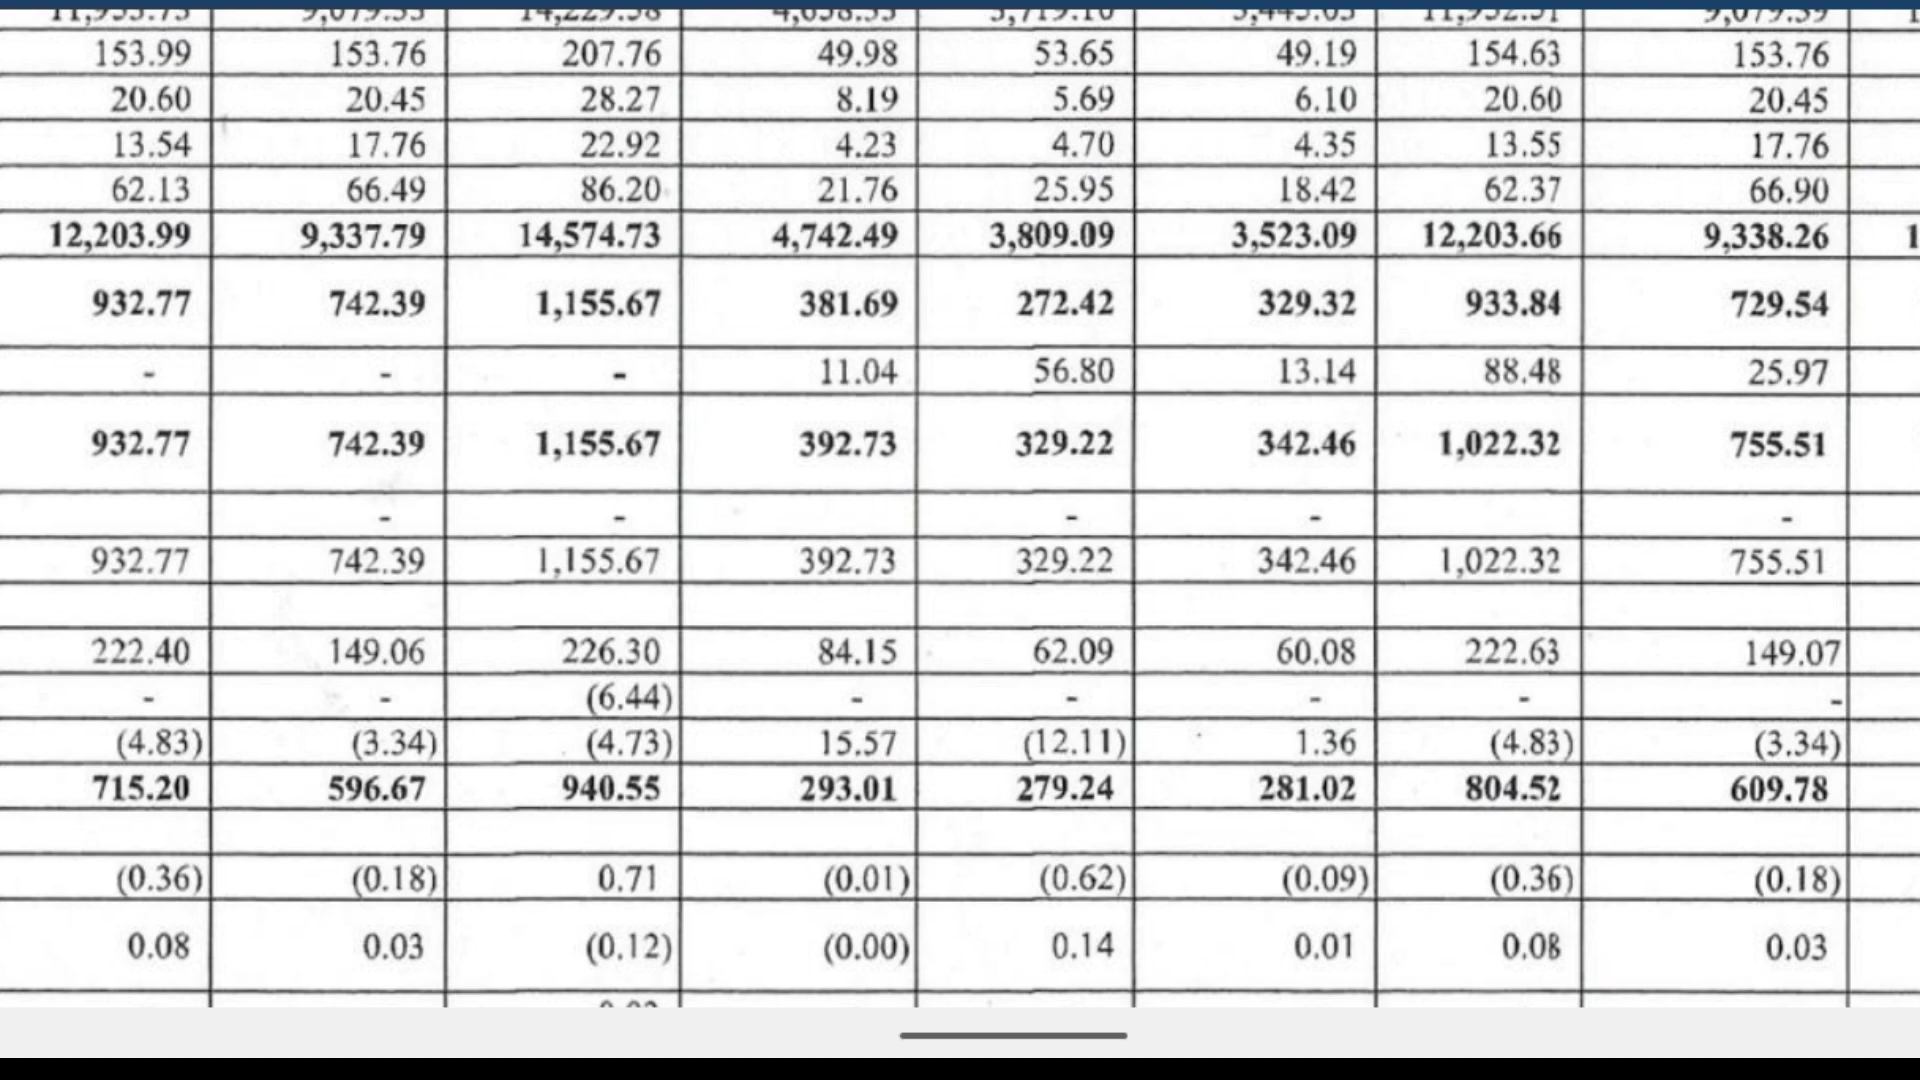 153.99 153.76 207.76 49.98 53.65 49.19 154.63 153.76
20.60 20.45 28.27 8.19 5.69 6.10 20.60 20.45
13.54 17.76 22.92 4.23 4.70 4.35 13.55 17.76
62.13 66.49 86.20 21.76 25.95 18.42 62.37 66.90
12,203.99 9,337.79 14,574.73 4,742.49 3,809.09 3,523.09 12,203.66 9,338.26 1
932.77 742.39 1,155.67 381.69 272.42 329.32 933.84 729.54
- - - 11.04 56.80 13.14 88.48 25.97
932.77 742.39 1,155.67 392.73 329.22 342.46 1,022.32 755.51
- - - - -
932.77 742.39 1,155.67 392.73 329.22 342.46 1,022.32 755.51
222.40 149.06 226.30 84.15 62.09 60.08 222.63 149.07
- - (6.44) - - - - -
(4.83) (3.34) (4.73) 15.57 (12.11) 1.36 (4.83) (3.34)
715.20 596.67 940.55 293.01 279.24 281.02 804.52 609.78
(0.36) (0.18) 0.71 (0.01) (0.62) (0.09) (0.36) (0.18)
0.08 0.03 (0.12) (0.00) 0.14 0.01 0.08 0.03